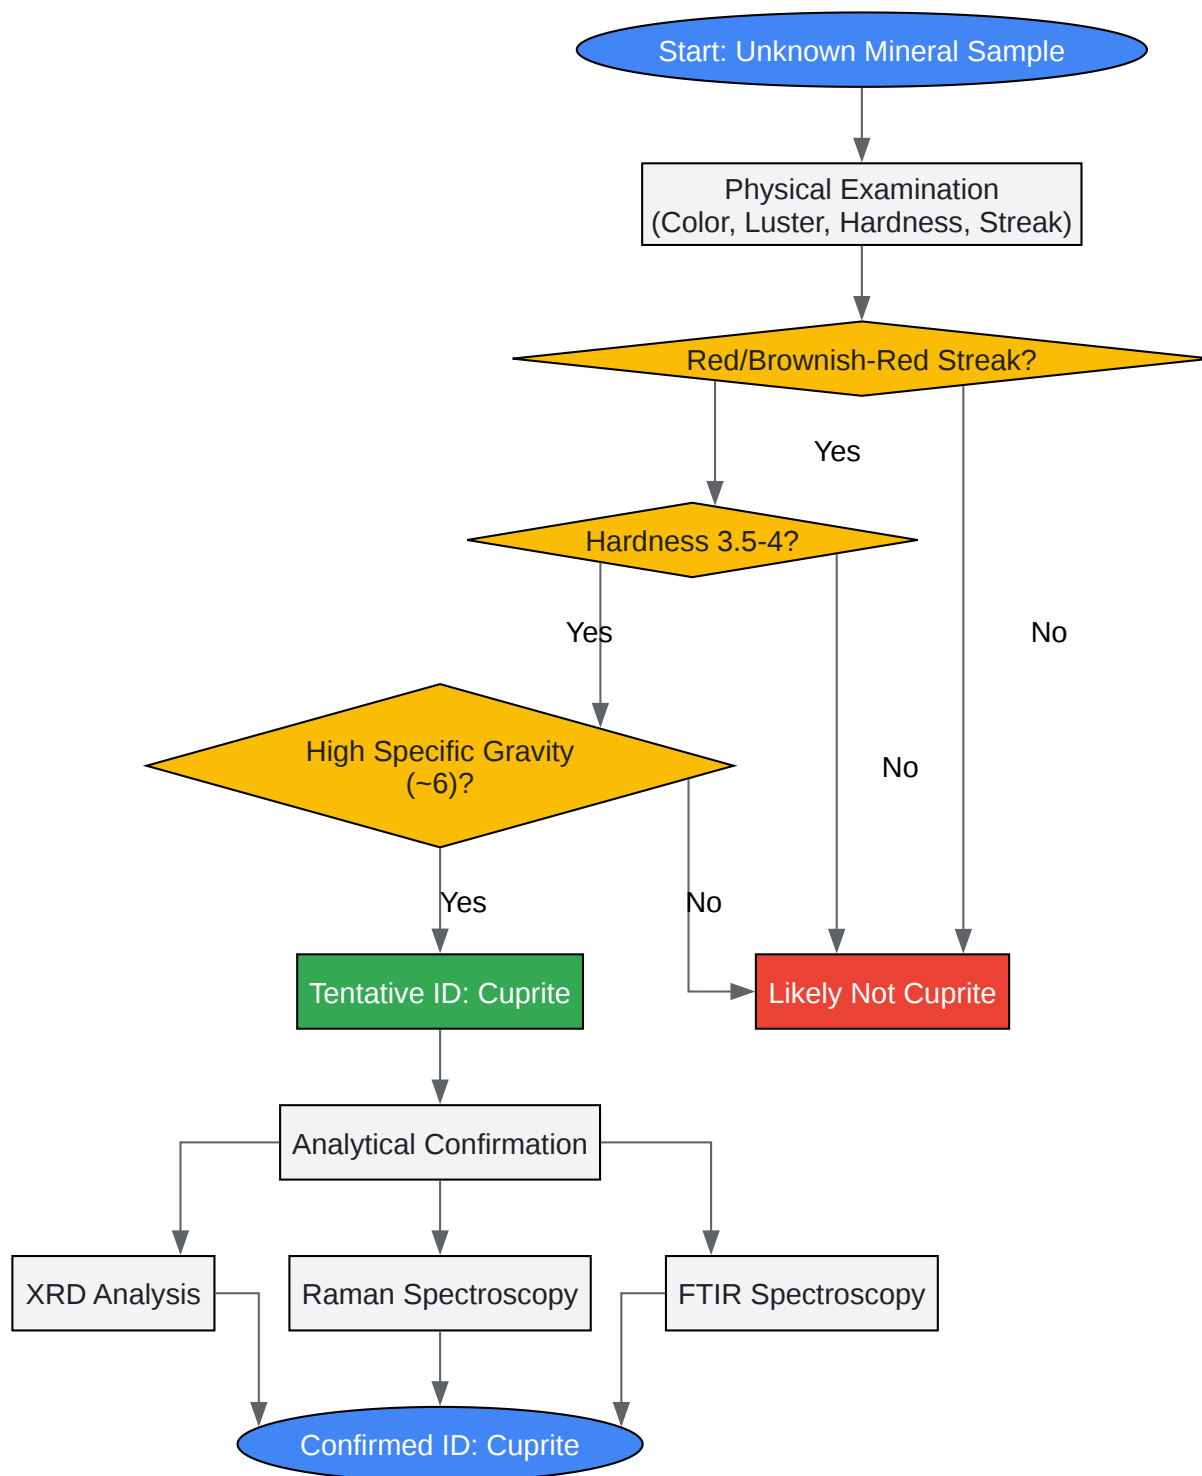 Start: Unknown Mineral Sample
Physical Examination
(Color, Luster, Hardness, Streak)
Red/Brownish-Red Streak?
Yes
Hardness 3.5-4?
Yes
No
High Specific Gravity
(~6)?
No
Yes
No
Tentative ID: Cuprite
Likely Not Cuprite
Analytical Confirmation
XRD Analysis
Raman Spectroscopy
FTIR Spectroscopy
Confirmed ID: Cuprite